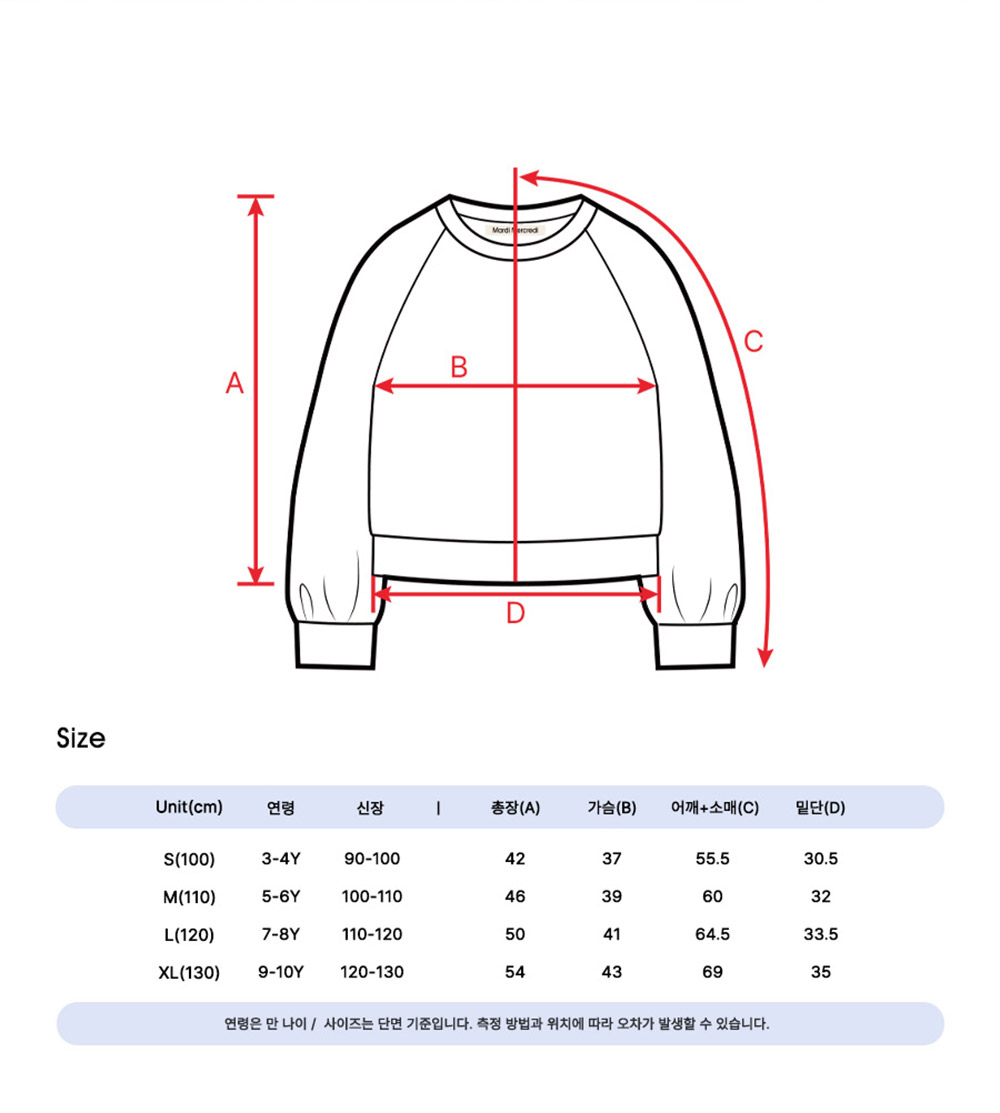 Mardi Mercredi
C
B
A
D
Size
Unit(cm) 연령 신장 | 총장(A) 가슴(B) 어깨+소매(C) 밑단(D)
S(100) 3-4Y 90-100 42 37 55.5 30.5
M(110) 5-6Y 100-110 46 39 60 32
L(120) 7-8Y 110-120 50 41 64.5 33.5
XL(130) 9-10Y 120-130 54 43 69 35
연령은 만 나이 / 사이즈는 단면 기준입니다. 측정 방법과 위치에 따라 오차가 발생할 수 있습니다.